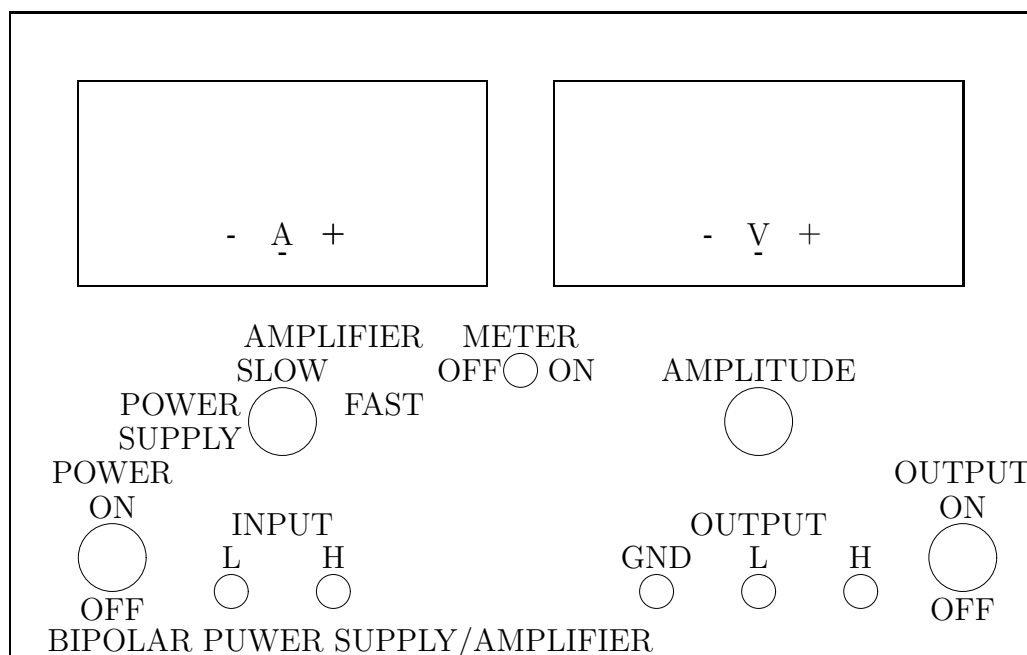 - A +
-
- V +
-
AMPLIFIER METER
SLOW OFF ON AMPLITUDE
POWER FAST
SUPPLY
POWER OUTPUT
ON ON
INPUT OUTPUT
L H GND L H
OFF OFF
BIPOLAR PUWER SUPPLY/AMPLIFIER